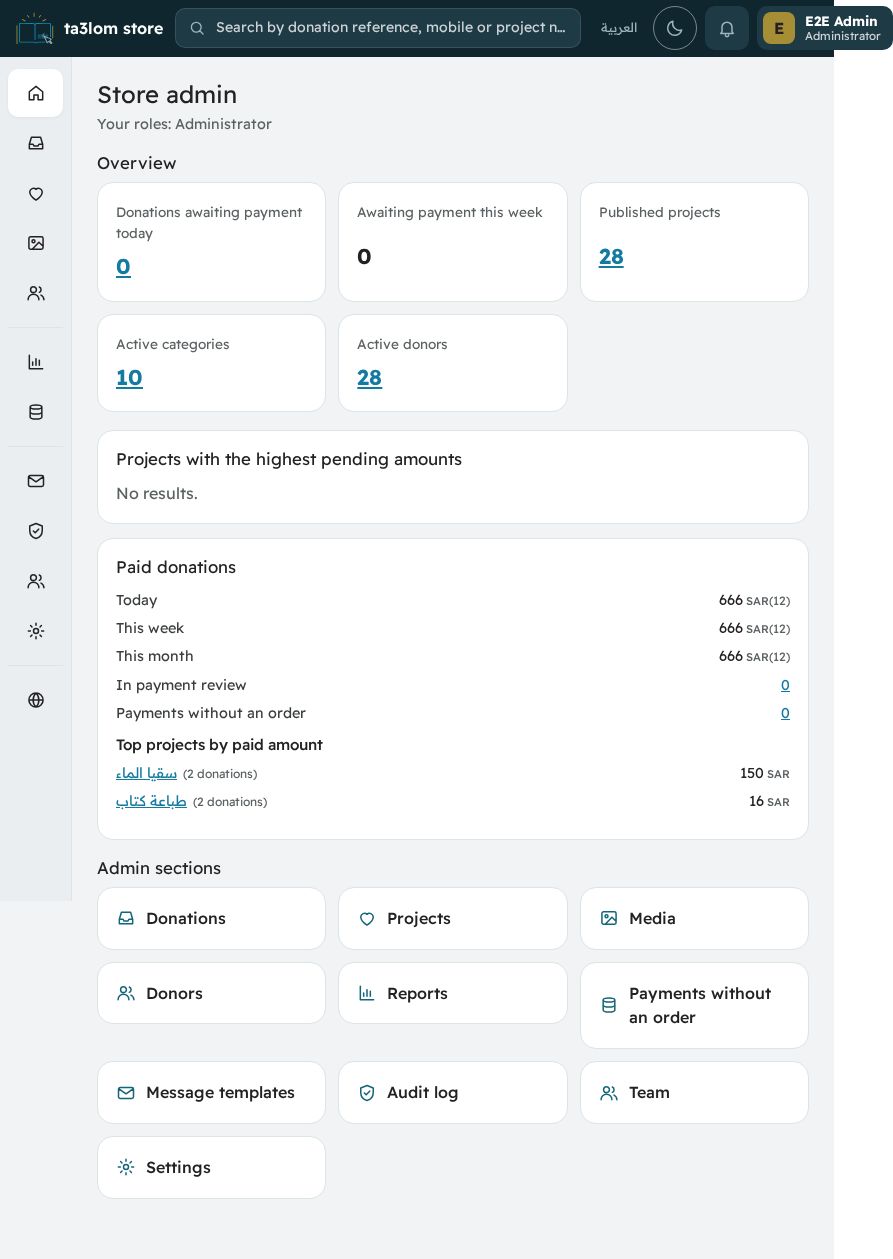 ta3lom store
Search by donation reference, mobile or project n…
العربية
E
E2E Admin
Administrator
Store admin
Your roles: Administrator
Overview
Donations awaiting payment
today
0
Awaiting payment this week
0
Published projects
28
Active categories
10
Active donors
28
Projects with the highest pending amounts
No results.
Paid donations
Today 666 SAR(12)
This week 666 SAR(12)
This month 666 SAR(12)
In payment review 0
Payments without an order 0
Top projects by paid amount
سقيا الماء (2 donations) 150 SAR
طباعة كتاب (2 donations) 16 SAR
Admin sections
Donations
Projects
Media
Donors
Reports
Payments without
an order
Message templates
Audit log
Team
Settings